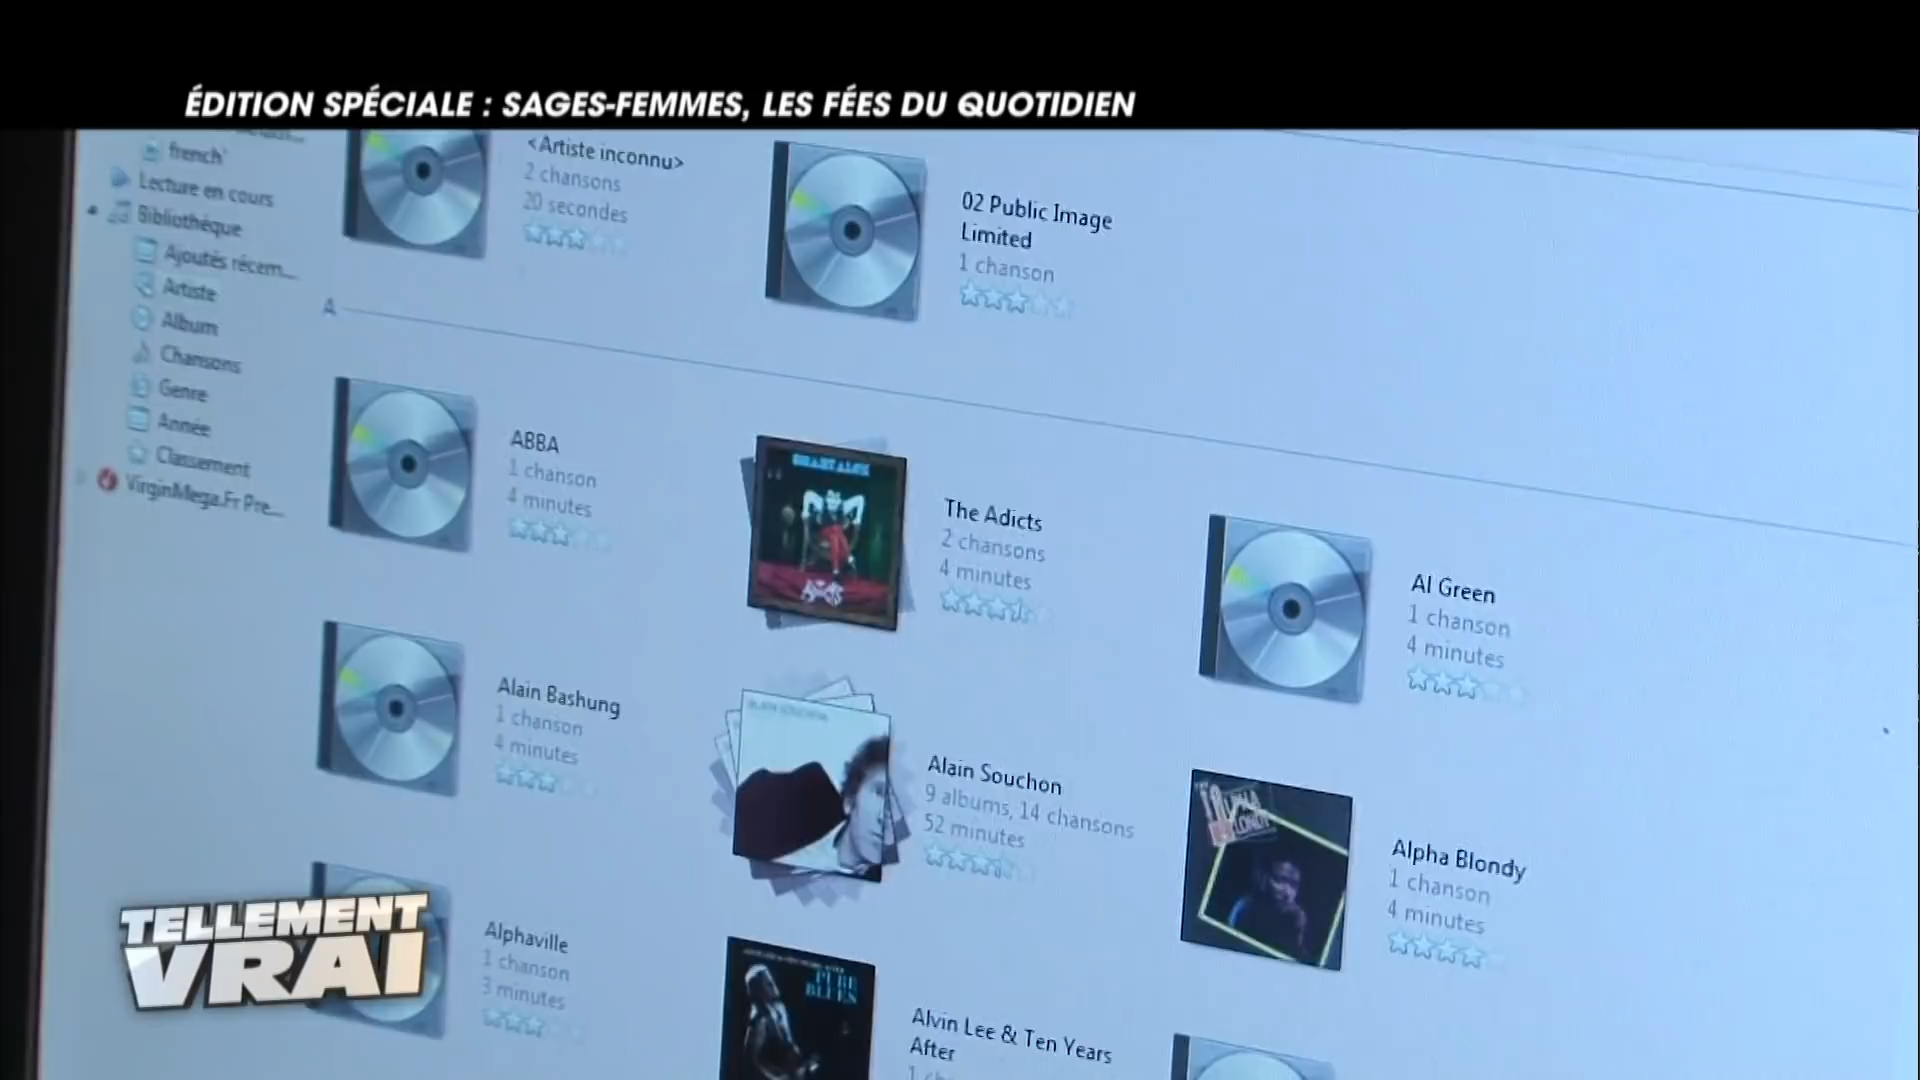 ÉDITION SPÉCIALE : SAGES-FEMMES, LES FÉES DU QUOTIDIEN
french'
Lecture en cours
Bibliothèque
Ajoutés récem...
Artiste
Album
Chansons
Genre
Année
Classement
VirginMega.Fr Pre...
<Artiste inconnu>
2 chansons
20 secondes
02 Public Image
Limited
1 chanson
A
ABBA
1 chanson
4 minutes
The Adicts
2 chansons
4 minutes
Al Green
1 chanson
4 minutes
Alain Bashung
1 chanson
4 minutes
ALAIN SOUCHON
Alain Souchon
9 albums, 14 chansons
52 minutes
Alpha Blondy
1 chanson
4 minutes
Alphaville
1 chanson
3 minutes
PURE
BLUES
Alvin Lee & Ten Years
After
TELLEMENT
VRAI